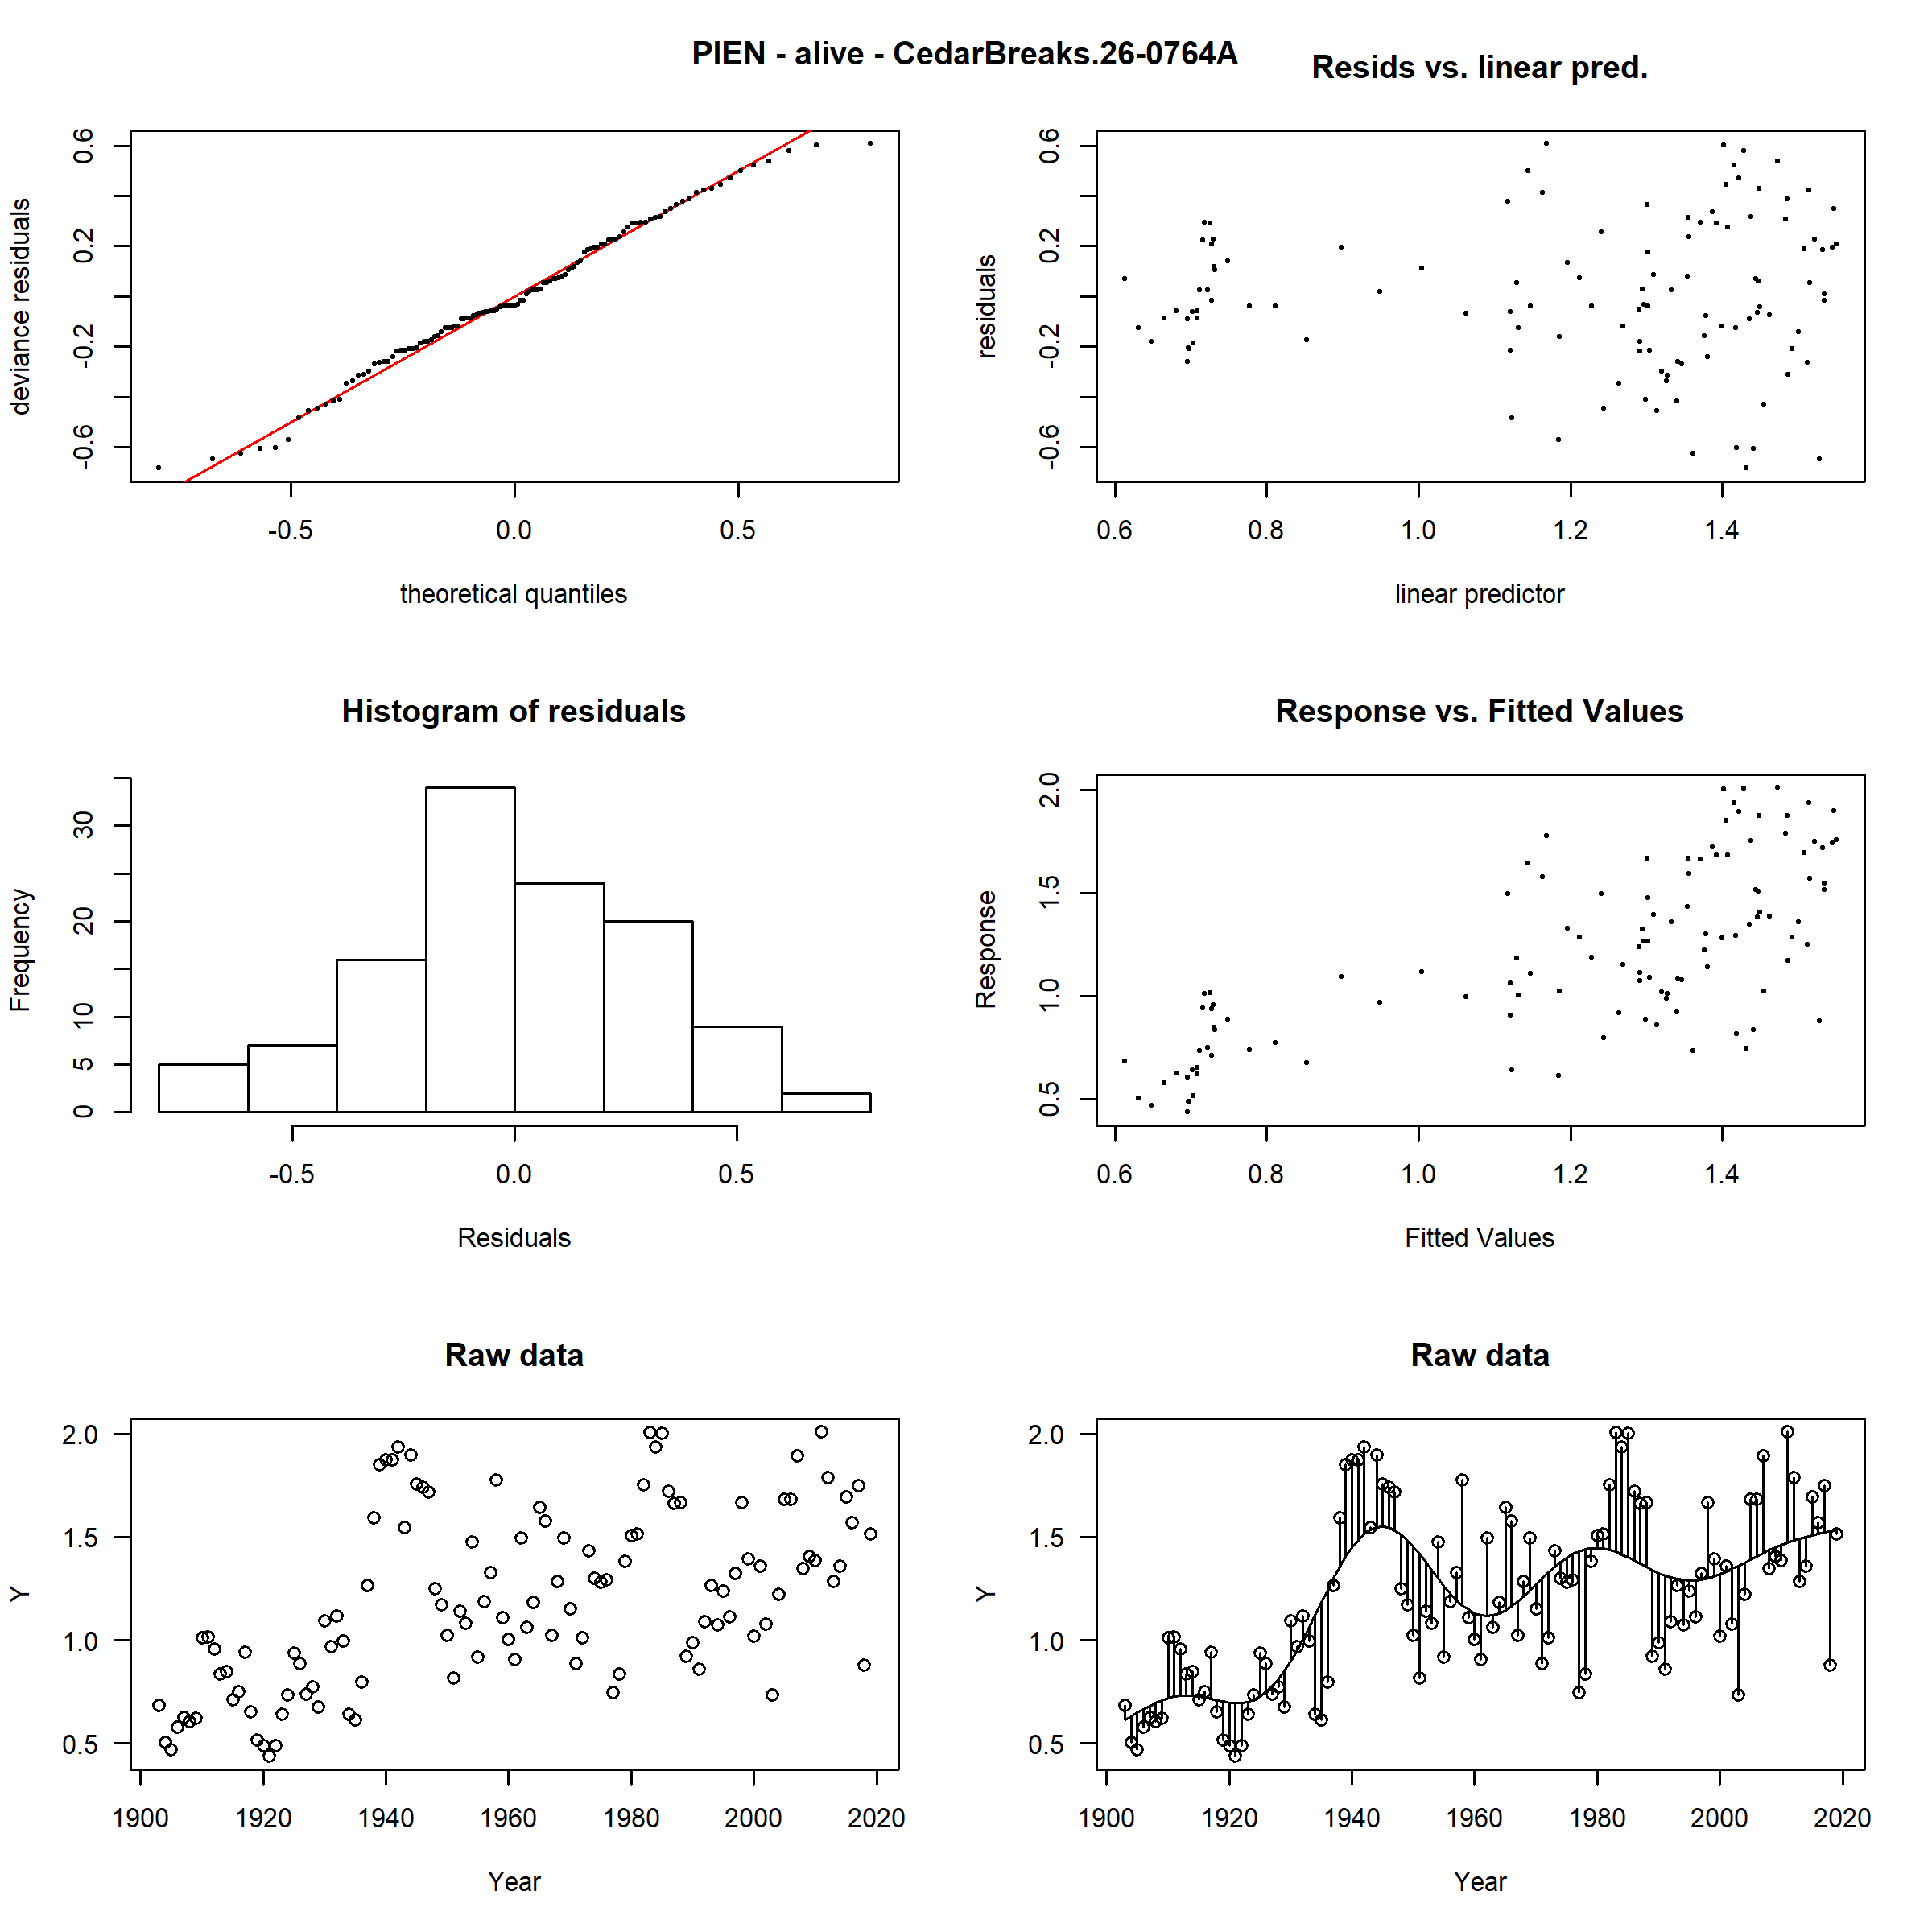 PIEN - alive - CedarBreaks.26-0764A
Resids vs. linear pred.
deviance residuals
-0.6 -0.2 0.2 0.6
-0.5 0.0 0.5
theoretical quantiles
residuals
-0.6 -0.2 0.2 0.6
0.6 0.8 1.0 1.2 1.4
linear predictor
Histogram of residuals
Frequency
0 5 10 20 30
-0.5 0.0 0.5
Residuals
Response vs. Fitted Values
Response
0.5 1.0 1.5 2.0
0.6 0.8 1.0 1.2 1.4
Fitted Values
Raw data
Y
2.0
1.5
1.0
0.5
1900 1920 1940 1960 1980 2000 2020
Year
Raw data
Y
2.0
1.5
1.0
0.5
1900 1920 1940 1960 1980 2000 2020
Year